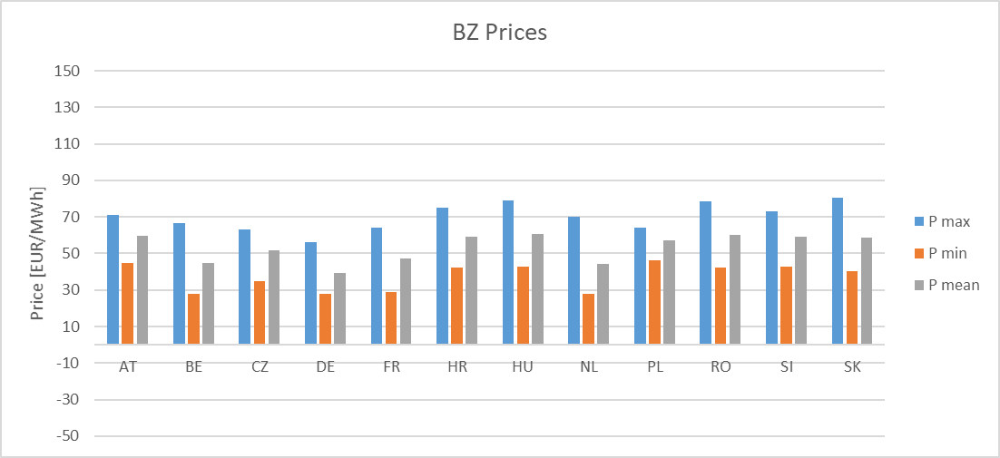 BZ Prices
Price [EUR/MWh]
150
130
110
90
70
50
30
10
-10
-30
-50
AT BE CZ DE FR HR HU NL PL RO SI SK
P max
P min
P mean